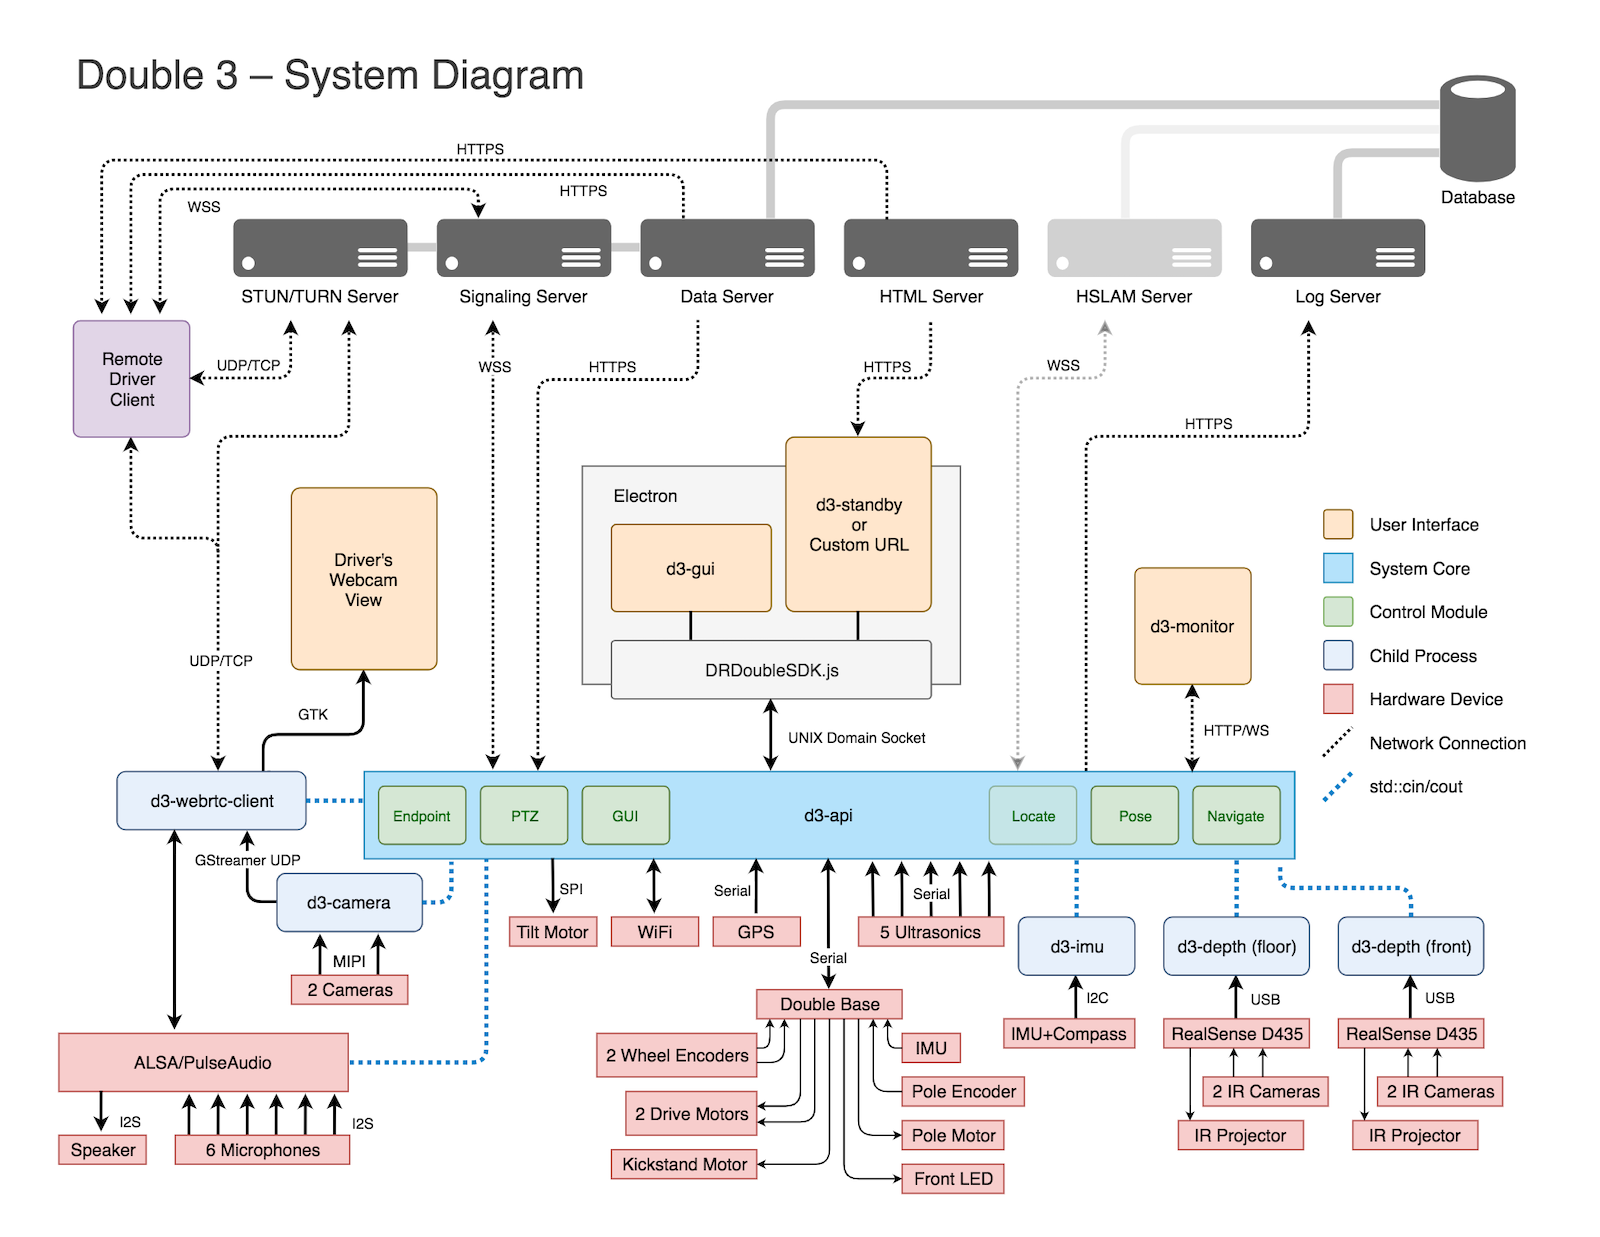 Double 3 – System Diagram
HTTPS
HTTPS
WSS
Database
STUN/TURN Server
Signaling Server
Data Server
HTML Server
HSLAM Server
Log Server
Remote
Driver
Client
UDP/TCP
WSS
HTTPS
HTTPS
WSS
HTTPS
Electron
d3-standby
or
Custom URL
d3-gui
DRDoubleSDK.js
Driver's
Webcam
View
d3-monitor
User Interface
System Core
Control Module
Child Process
Hardware Device
Network Connection
std::cin/cout
UDP/TCP
GTK
UNIX Domain Socket
HTTP/WS
d3-webrtc-client
Endpoint
PTZ
GUI
d3-api
Locate
Pose
Navigate
GStreamer UDP
d3-camera
MIPI
2 Cameras
SPI
Tilt Motor
WiFi
Serial
GPS
Serial
5 Ultrasonics
Serial
d3-imu
d3-depth (floor)
d3-depth (front)
I2C
USB
USB
IMU+Compass
RealSense D435
RealSense D435
2 IR Cameras
2 IR Cameras
IR Projector
IR Projector
Double Base
2 Wheel Encoders
IMU
Pole Encoder
2 Drive Motors
Pole Motor
Kickstand Motor
Front LED
ALSA/PulseAudio
I2S
I2S
Speaker
6 Microphones